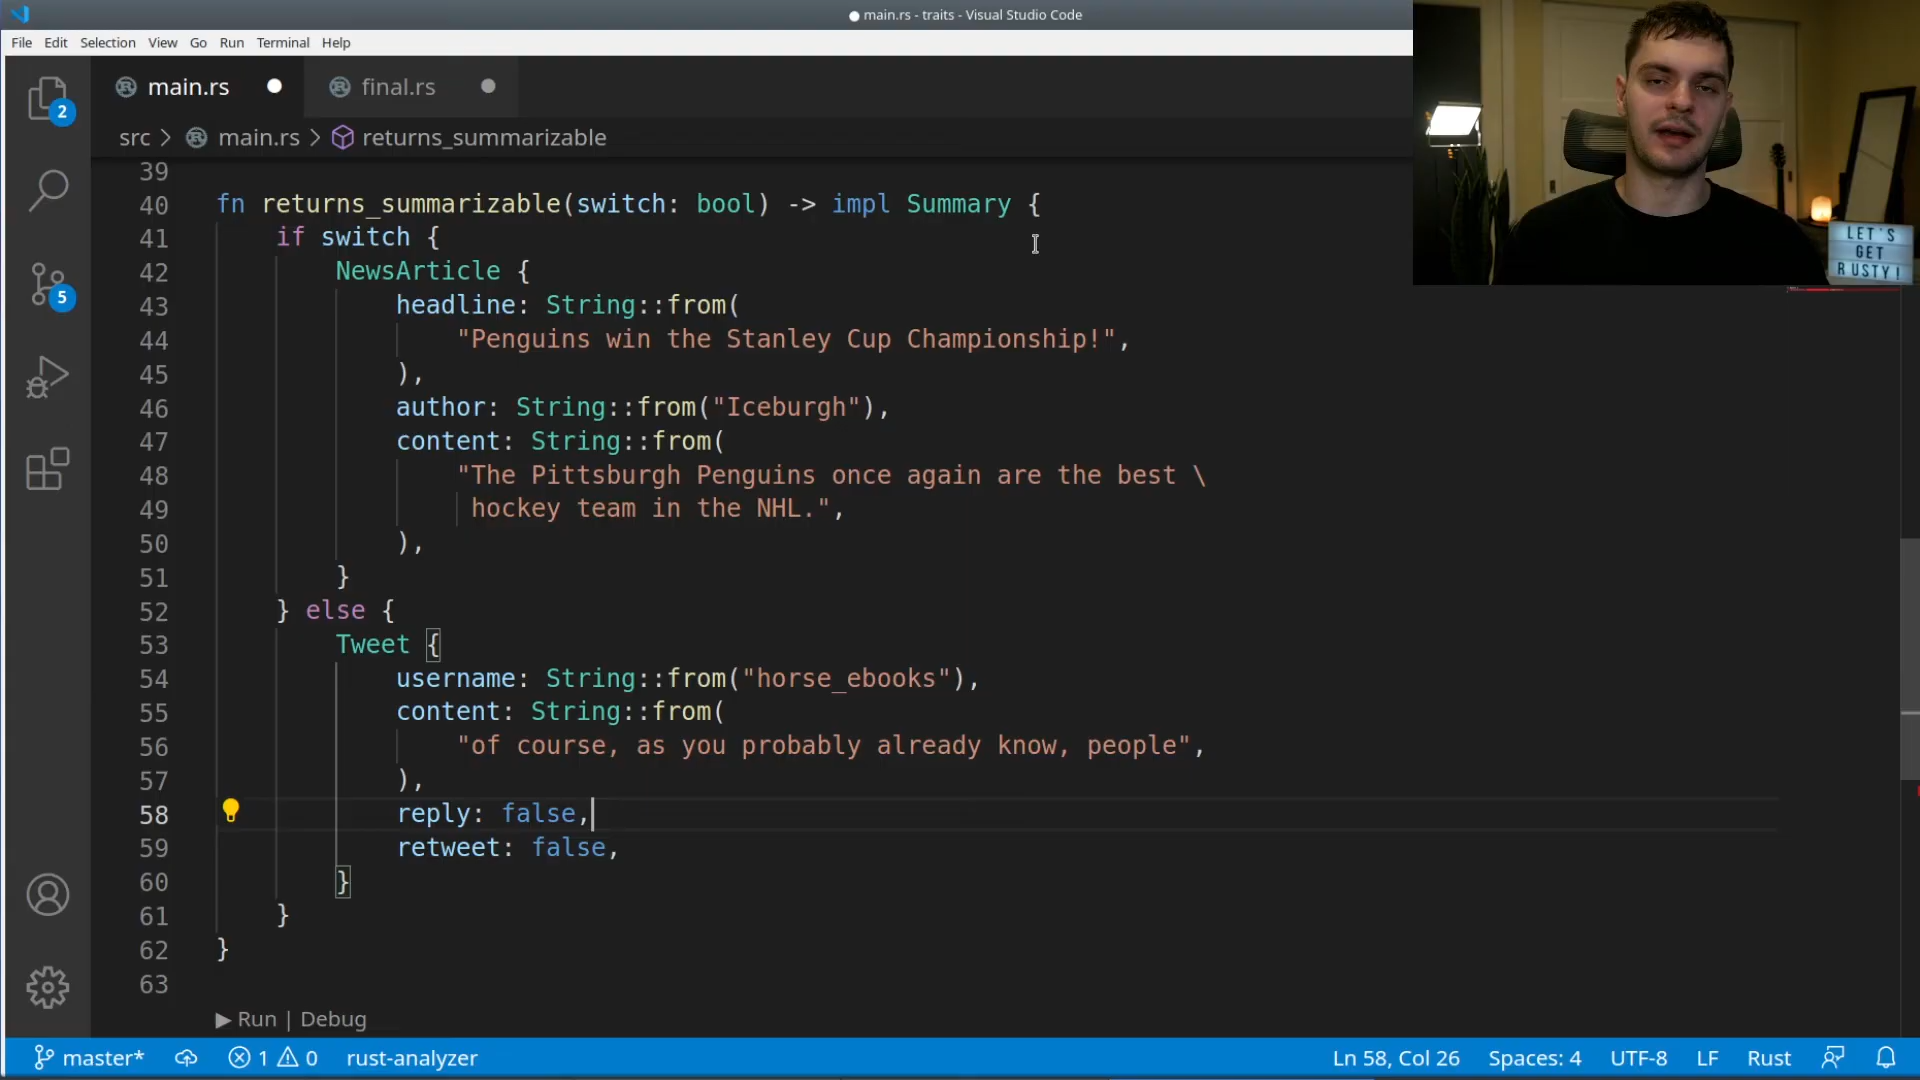 main.rs - traits - Visual Studio Code
File Edit Selection View Go Run Terminal Help
main.rs final.rs
src > main.rs > returns_summarizable
2
5
39
40 fn returns_summarizable(switch: bool) -> impl Summary {
41 if switch {
42 NewsArticle {
43 headline: String::from(
44 "Penguins win the Stanley Cup Championship!",
45 ),
46 author: String::from("Iceburgh"),
47 content: String::from(
48 "The Pittsburgh Penguins once again are the best \
49 hockey team in the NHL.",
50 ),
51 }
52 } else {
53 Tweet {
54 username: String::from("horse_ebooks"),
55 content: String::from(
56 "of course, as you probably already know, people",
57 ),
58 reply: false,
59 retweet: false,
60 }
61 }
62 }
63
Run | Debug
master* 1 0 rust-analyzer Ln 58, Col 26 Spaces: 4 UTF-8 LF Rust
LET'S
GET
RUSTY!